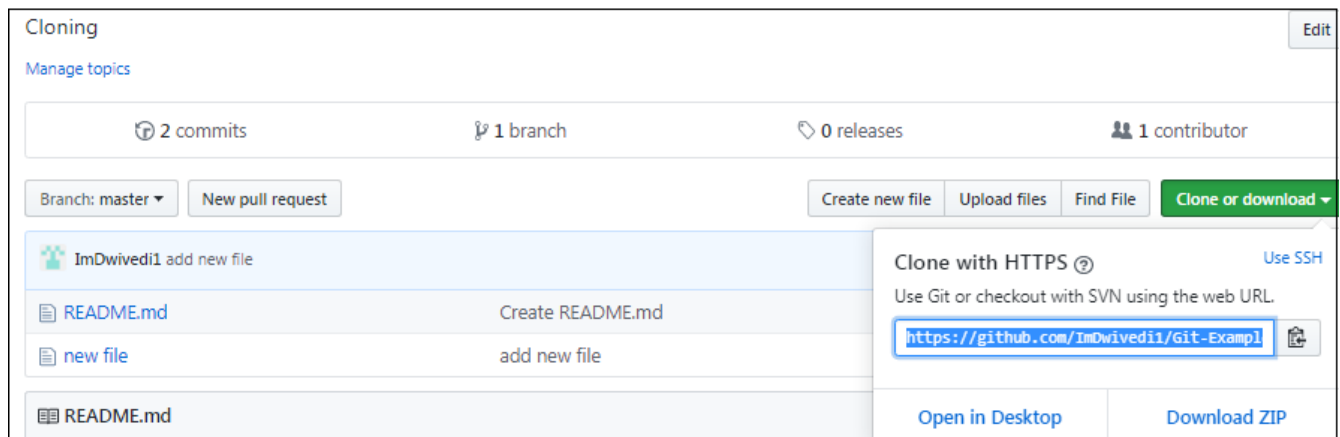 Cloning
Edit
Manage topics
2 commits
1 branch
0 releases
1 contributor
Branch: master
New pull request
Create new file
Upload files
Find File
Clone or download
ImDwivedi1 add new file
Clone with HTTPS
Use SSH
Use Git or checkout with SVN using the web URL.
https://github.com/ImDwivedi1/Git-Exampl
README.md
Create README.md
new file
add new file
Open in Desktop
Download ZIP
README.md